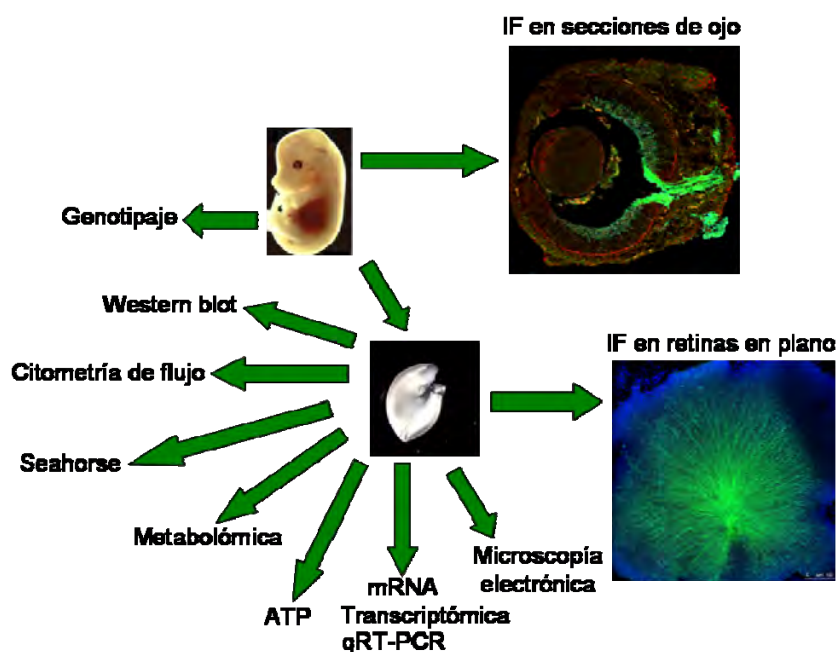 IF en secciones de ojo
Genotipaje
Western blot
IF en retinas en plano
Citometría de flujo
Seahorse
Metabolómica
Microscopía
electrónica
ATP
mRNA
Transcriptómica
qRT-PCR